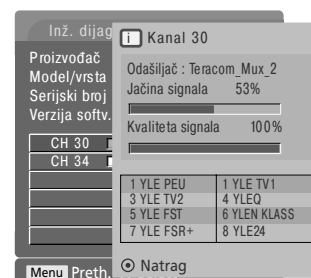 Inž. dijag
Proizvođač
Model/vrsta
Serijski broj
Verzija softv.
CH 30
CH 34
Menu Preth.
i Kanal 30
Odašiljač : Teracom_Mux_2
Jačina signala 53%
Kvaliteta signala 100%
1 YLE PEU 1 YLE TV1
3 YLE TV2 4 YLEQ
5 YLE FST 6 YLEN KLASS
7 YLE FSR+ 8 YLE24
Natrag